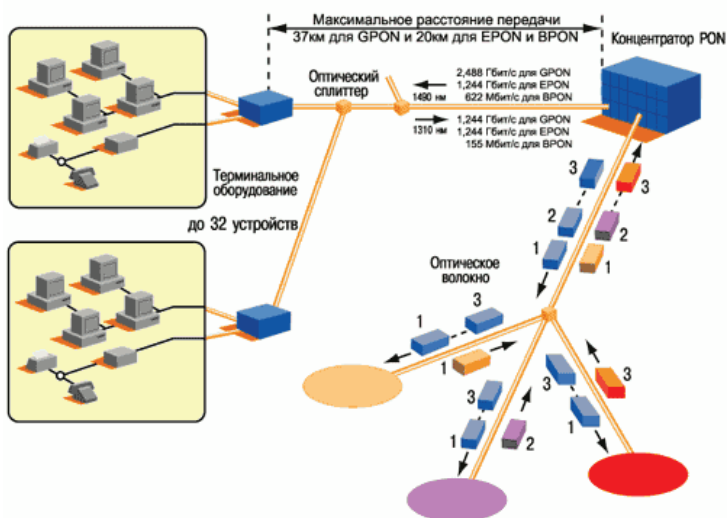 Максимальное расстояние передачи
37км для GPON и 20км для EPON и BPON
Концентратор PON
Оптический
сплиттер
2,488 Гбит/с для GPON
1,244 Гбит/с для EPON
1490 нм
622 Мбит/с для BPON
1,244 Гбит/с для GPON
1310 нм
1,244 Гбит/с для EPON
155 Мбит/с для BPON
Терминальное
оборудование
до 32 устройств
Оптическое
волокно
3
3
2
2
1
1
3
1
1
3
1
2
3
3
1